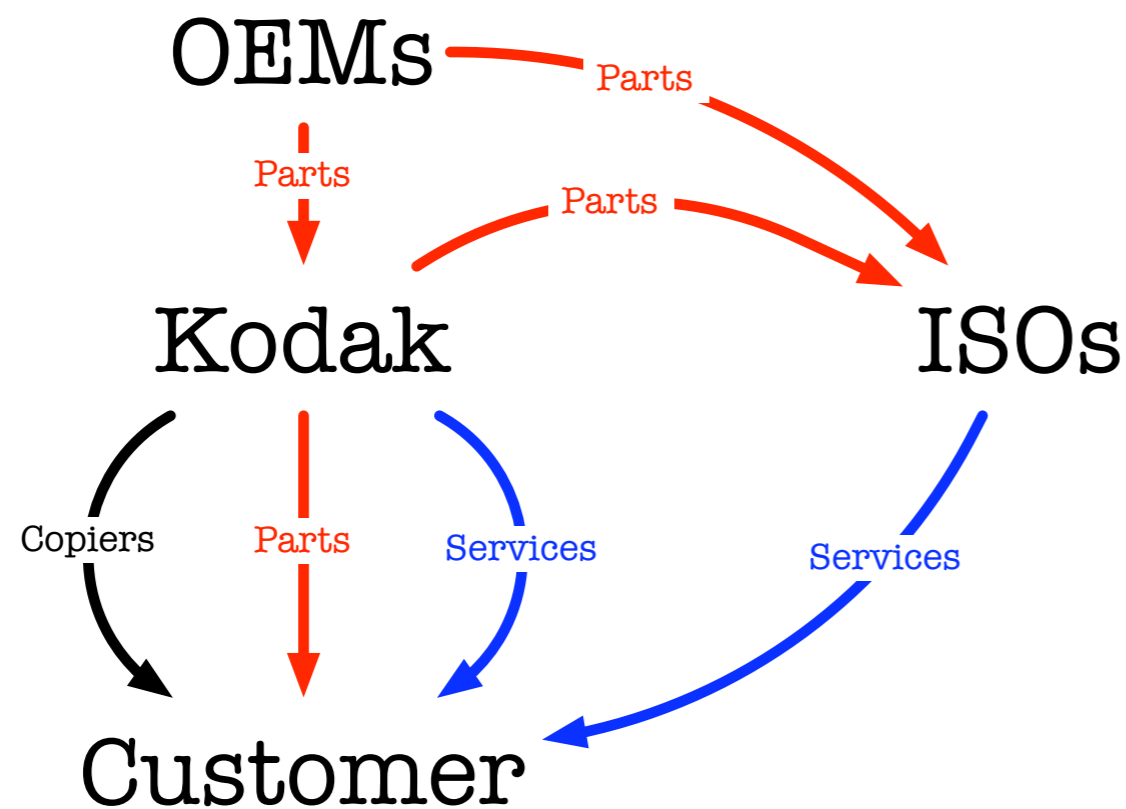 OEMs
Parts
Parts
Parts
Kodak
ISOs
Copiers
Parts
Services
Services
Customer